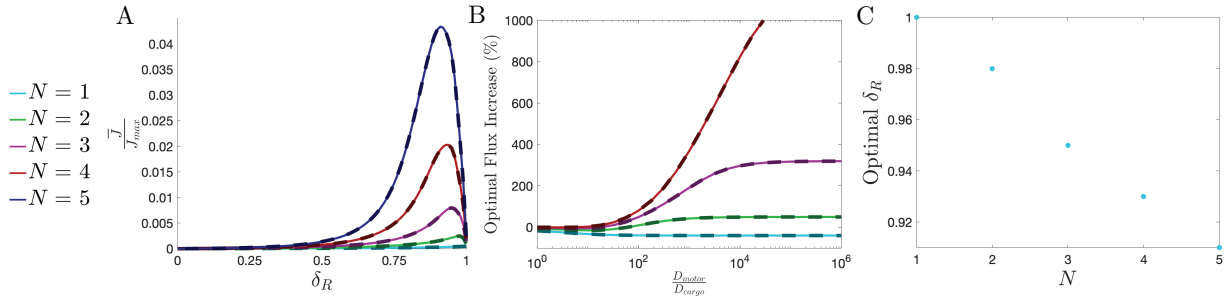 A
B
C
N = 1
N = 2
N = 3
N = 4
N = 5
J̅ / J_max
0.04
0.035
0.03
0.025
0.02
0.015
0.01
0.005
0
0 0.25 0.5 0.75 1
δ_R
Optimal Flux Increase (%)
1000
800
600
400
200
0
10^0 10^2 10^4 10^6
D_motor / D_cargo
Optimal δ_R
1
0.98
0.96
0.94
0.92
1 2 3 4 5
N